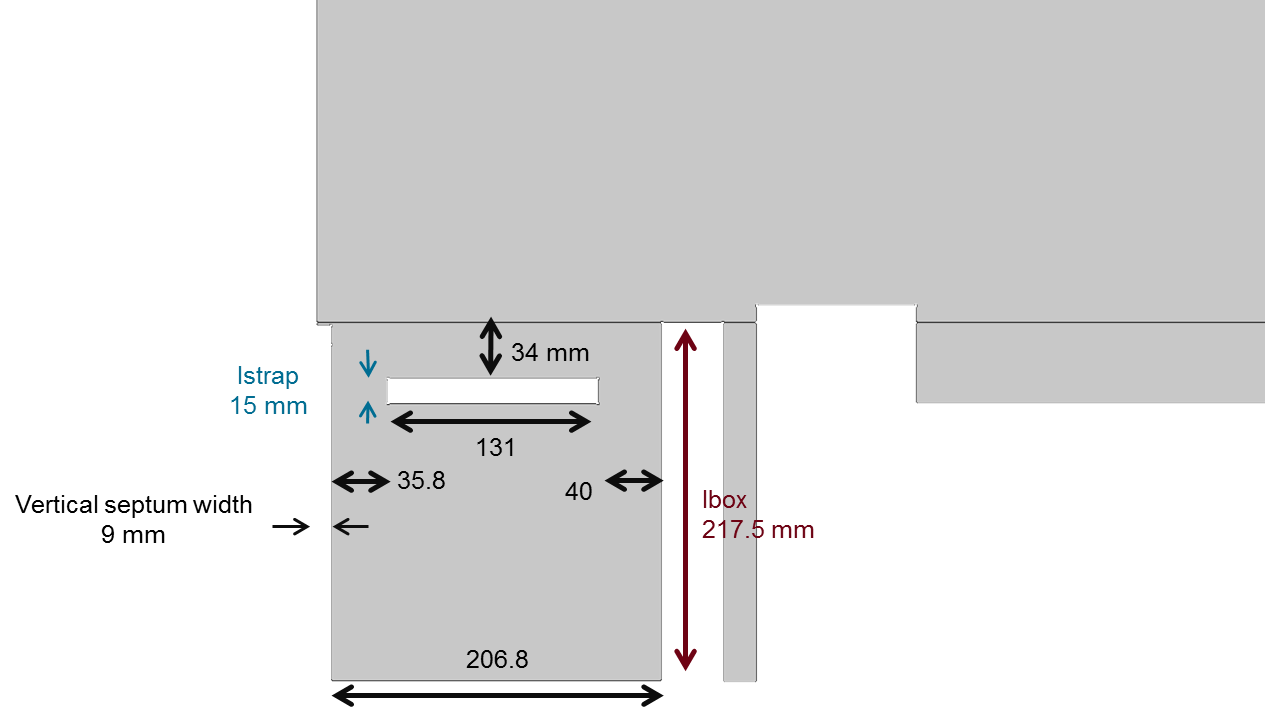 34 mm
lstrap
15 mm
131
35.8
40
Vertical septum width
9 mm
lbox
217.5 mm
206.8